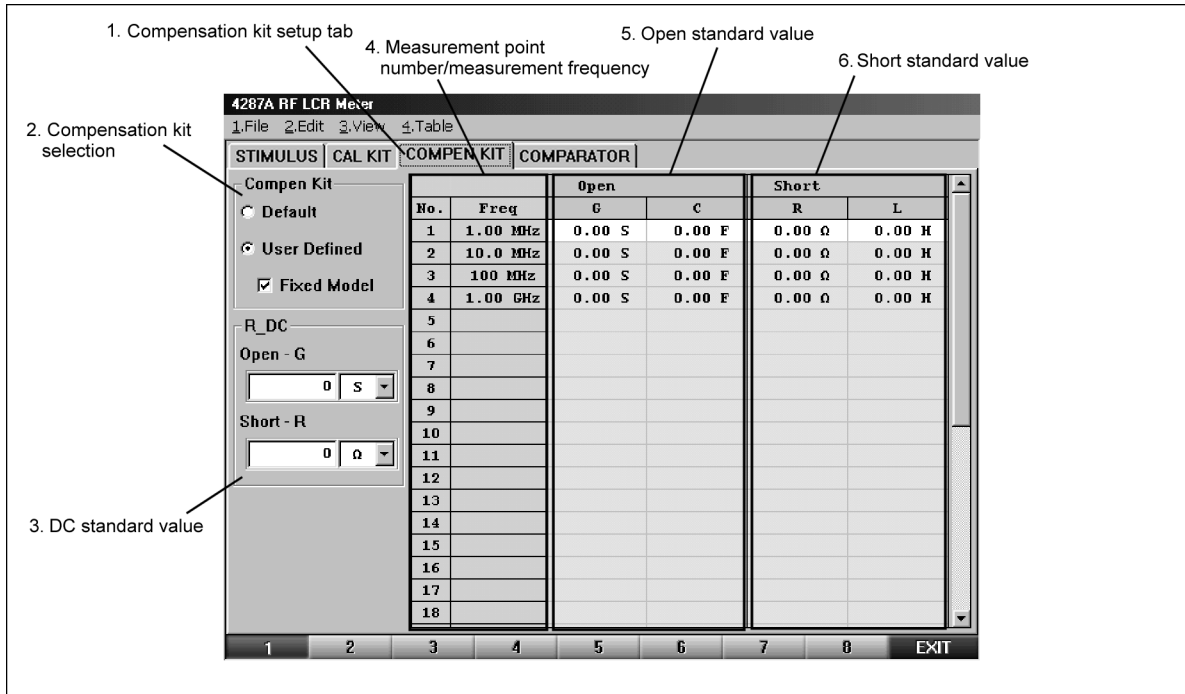 1. Compensation kit setup tab
4. Measurement point
number/measurement frequency
5. Open standard value
6. Short standard value
2. Compensation kit
selection
3. DC standard value
4287A RF LCR Meter
1.File 2.Edit 3.View 4.Table
STIMULUS CAL KIT COMPEN KIT COMPARATOR
Compen Kit
Default
User Defined
Fixed Model
R_DC
Open - G
0 S
Short - R
0 Ω
Open Short
No. Freq G C R L
1 1.00 MHz 0.00 S 0.00 F 0.00 Ω 0.00 H
2 10.0 MHz 0.00 S 0.00 F 0.00 Ω 0.00 H
3 100 MHz 0.00 S 0.00 F 0.00 Ω 0.00 H
4 1.00 GHz 0.00 S 0.00 F 0.00 Ω 0.00 H
5
6
7
8
9
10
11
12
13
14
15
16
17
18
1 2 3 4 5 6 7 8 EXIT